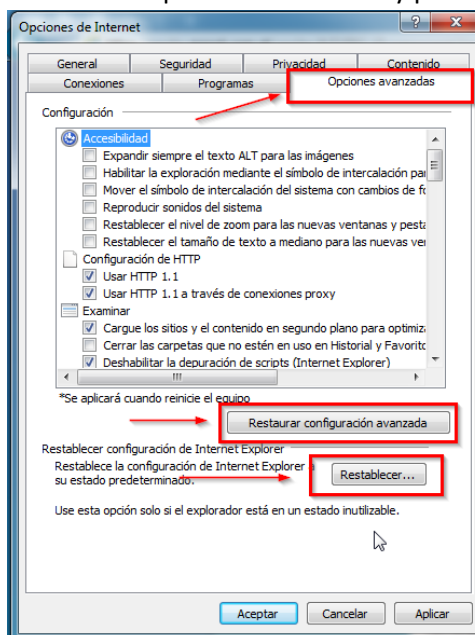 Opciones de Internet
General Seguridad Privacidad Contenido
Conexiones Programas Opciones avanzadas
Configuración
Accesibilidad
Expandir siempre el texto ALT para las imágenes
Habilitar la exploración mediante el símbolo de intercalación
Mover el símbolo de intercalación del sistema con cambios de
Reproducir sonidos del sistema
Restablecer el nivel de zoom para las nuevas ventanas y
Restablecer el tamaño de texto a mediano para las nuevas
Configuración de HTTP
Usar HTTP 1.1
Usar HTTP 1.1 a través de conexiones proxy
Examinar
Cargue los sitios y el contenido en segundo plano para
Cerrar las carpetas que no estén en uso en Historial y
Deshabilitar la depuración de scripts (Internet Explorer)
*Se aplicará cuando reinicie el equipo
Restaurar configuración avanzada
Restablecer configuración de Internet Explorer
Restablece la configuración de Internet Explorer a
su estado predeterminado.
Restablecer...
Use esta opción solo si el explorador está en un estado inutilizable.
Aceptar Cancelar Aplicar